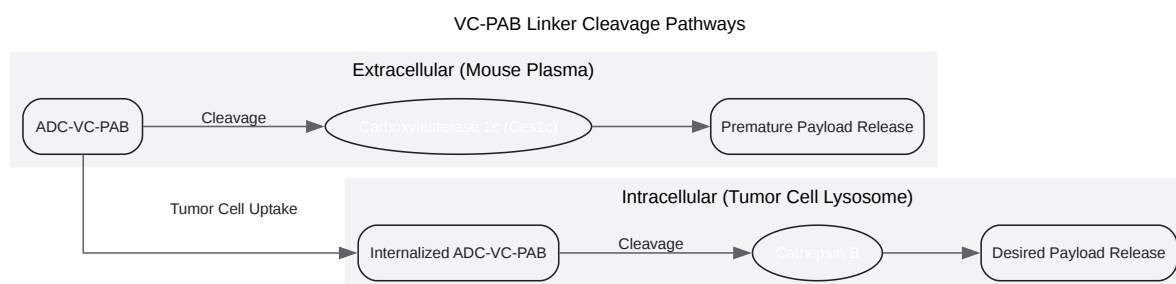 VC-PAB Linker Cleavage Pathways
Extracellular (Mouse Plasma)
ADC-VC-PAB
Cleavage
Carboxylesterase 1c (Ces1c)
Premature Payload Release
Tumor Cell Uptake
Intracellular (Tumor Cell Lysosome)
Internalized ADC-VC-PAB
Cleavage
Cathepsin B
Desired Payload Release